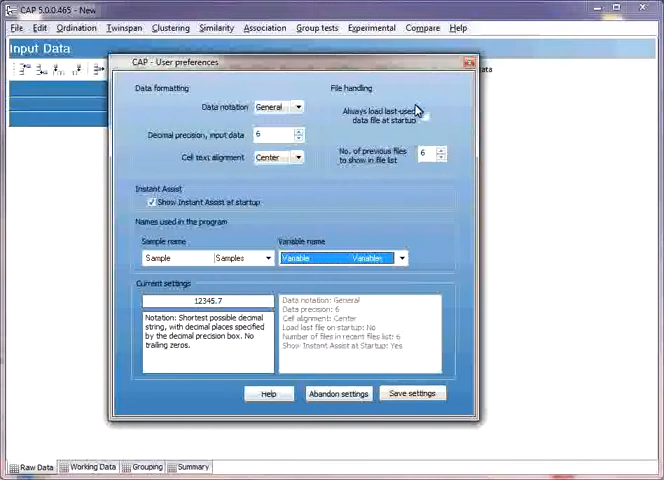 CAP 5.0.0.465 - New
File Edit Ordination Twinspan Clustering Similarity Association Group tests Experimental Compare Help
Input Data
CAP - User preferences
Data formatting
File handling
Data notation General
Always load last-used
data file at startup
Decimal precision, input data 6
Cell text alignment Center
No. of previous files
to show in file list
6
Instant Assist
Show Instant Assist at startup
Names used in the program
Sample name Variable name
Sample Samples Variable Variables
Current settings
12345.7
Notation: Shortest possible decimal
string, with decimal places specified
by the decimal precision box. No
trailing zeros.
Data notation: General
Data precision: 6
Cell alignment: Center
Load last file on startup: No
Number of files in recent files list: 6
Show Instant Assist at Startup: Yes
Help Abandon settings Save settings
Raw Data Working Data Grouping Summary